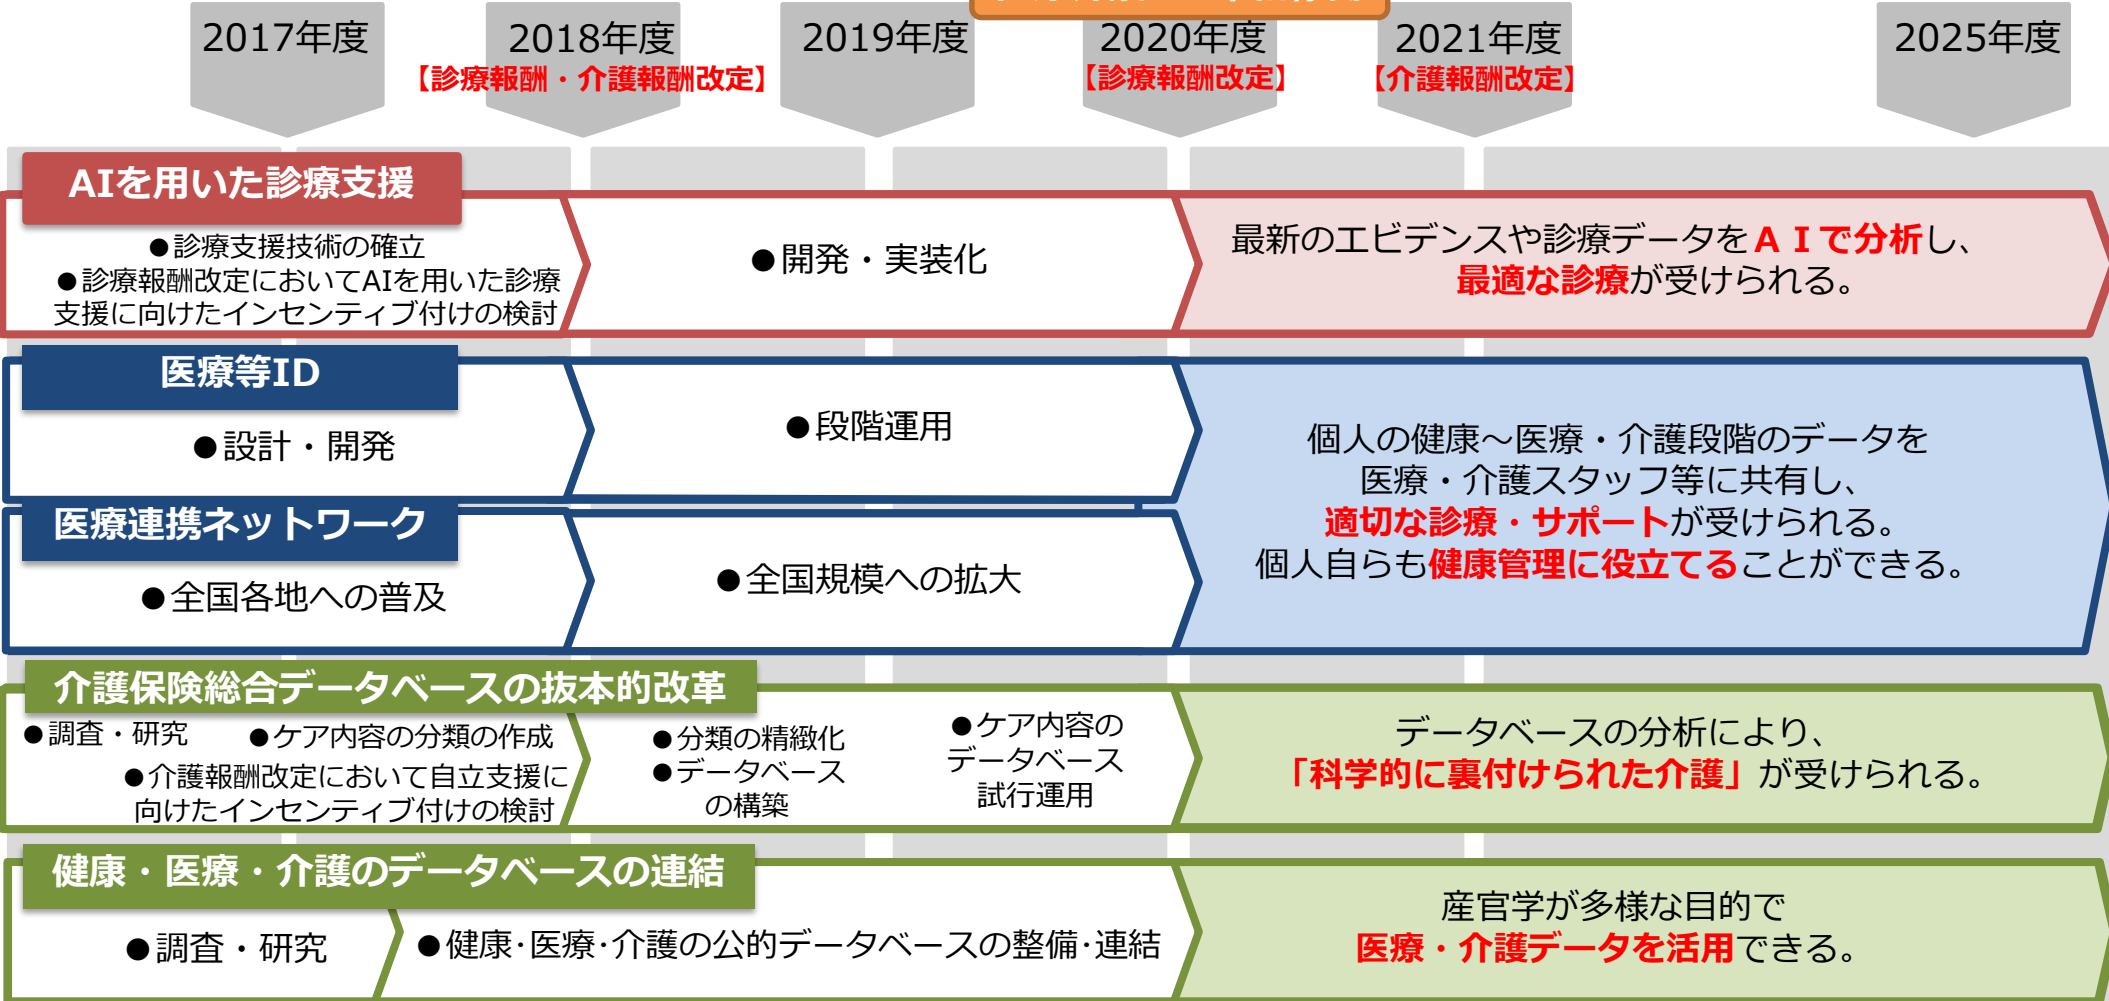 2017年度
2018年度
【診療報酬・介護報酬改定】
2019年度
2020年度
【診療報酬改定】
2021年度
【介護報酬改定】
2025年度
AIを用いた診療支援
●診療支援技術の確立
●診療報酬改定においてAIを用いた診療
支援に向けたインセンティブ付けの検討
●開発・実装化
最新のエビデンスや診療データをＡＩで分析し、
最適な診療が受けられる。
医療等ID
●設計・開発
●段階運用
医療連携ネットワーク
●全国各地への普及
●全国規模への拡大
個人の健康～医療・介護段階のデータを
医療・介護スタッフ等に共有し、
適切な診療・サポートが受けられる。
個人自らも健康管理に役立てることができる。
介護保険総合データベースの抜本的改革
●調査・研究
●ケア内容の分類の作成
●介護報酬改定において自立支援に
向けたインセンティブ付けの検討
●分類の精緻化
●データベース
の構築
●ケア内容の
データベース
試行運用
データベースの分析により、
「科学的に裏付けられた介護」が受けられる。
健康・医療・介護のデータベースの連結
●調査・研究
●健康･医療･介護の公的データベースの整備･連結
産官学が多様な目的で
医療・介護データを活用できる。